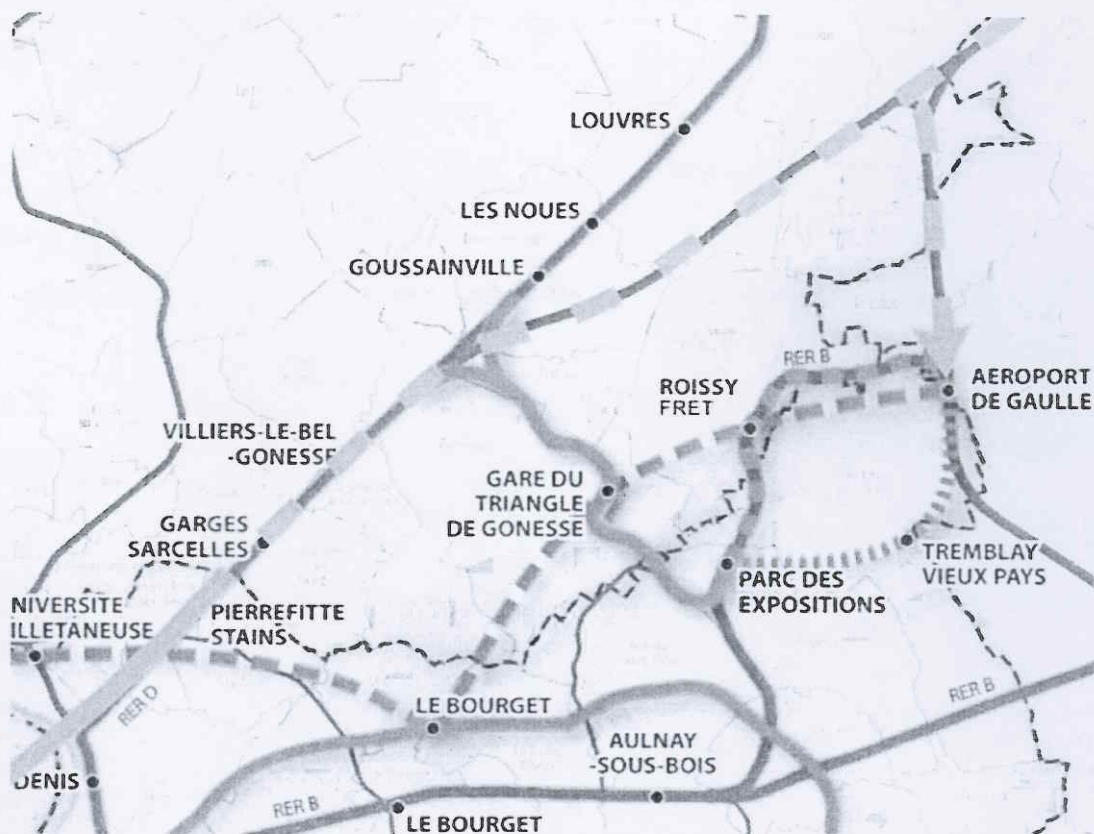 LOUVRES
LES NOUES
GOUSSAINVILLE
RER B
ROISSY
FRET
AEROPORT
DE GAULLE
VILLIERS-LE-BEL
-GONESSE
GARE DU
TRIANGLE
DE GONESSE
GARGES
SARCELLES
TREMBLAY
VIEUX PAYS
PARC DES
EXPOSITIONS
NIVERSITE
ILLETANEUSE
PIERREFITTE
STAINS
RER D
LE BOURGET
RER B
AULNAY
-SOUS-BOIS
DENIS
RER B
LE BOURGET